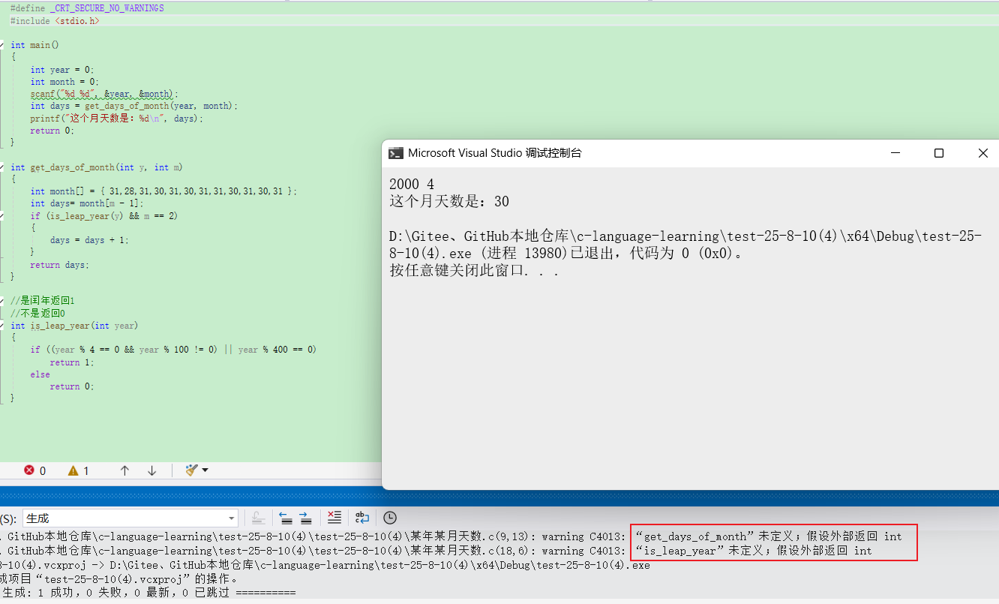 #define _CRT_SECURE_NO_WARNINGS
#include <stdio.h>
int main()
{
int year = 0;
int month = 0;
scanf("%d %d", &year, &month);
int days = get_days_of_month(year, month);
printf("这个月天数是：%d\n", days);
return 0;
}
int get_days_of_month(int y, int m)
{
int month[] = { 31,28,31,30,31,30,31,31,30,31,30,31 };
int days= month[m - 1];
if (is_leap_year(y) && m == 2)
{
days = days + 1;
}
return days;
}
//是闰年返回1
//不是返回0
int is_leap_year(int year)
{
if ((year % 4 == 0 && year % 100 != 0) || year % 400 == 0)
return 1;
else
return 0;
}
Microsoft Visual Studio 调试控制台
2000 4
这个月天数是：30
D:\Gitee、GitHub本地仓库\c-language-learning\test-25-8-10(4)\x64\Debug\test-25-
8-10(4).exe (进程 13980)已退出，代码为 0 (0x0)。
按任意键关闭此窗口. . .
0 1
(S): 生成
、GitHub本地仓库\c-language-learning\test-25-8-10(4)\test-25-8-10(4)\某年某月天数.c(9,13): warning C4013: “get_days_of_month”未定义；假设外部返回 int
、GitHub本地仓库\c-language-learning\test-25-8-10(4)\test-25-8-10(4)\某年某月天数.c(18,6): warning C4013: “is_leap_year”未定义；假设外部返回 int
8-10(4).vcxproj -> D:\Gitee、GitHub本地仓库\c-language-learning\test-25-8-10(4)\x64\Debug\test-25-8-10(4).exe
成项目“test-25-8-10(4).vcxproj”的操作。
生成: 1 成功，0 失败，0 最新，0 已跳过 ==========